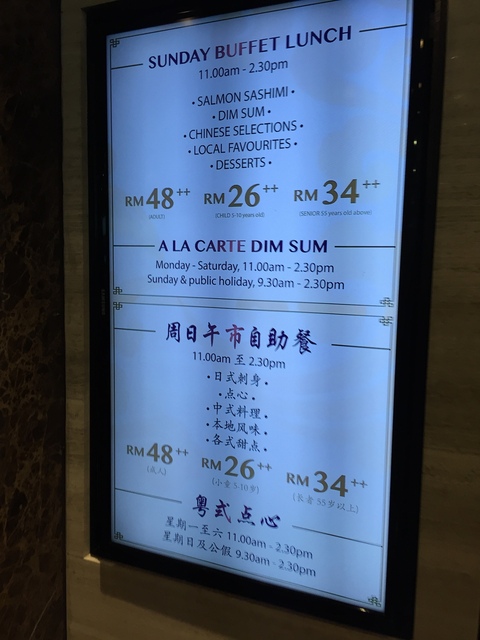 SUNDAY BUFFET LUNCH
11.00am - 2.30pm
• SALMON SASHIMI •
• DIM SUM •
• CHINESE SELECTIONS •
• LOCAL FAVOURITES •
• DESSERTS •
RM 48++ RM 26++ RM 34++
(ADULT) (CHILD 5-10 years old) (SENIOR 55 years old above)
A LA CARTE DIM SUM
Monday - Saturday, 11.00am - 2.30pm
Sunday & public holiday, 9.30am - 2.30pm
周日午市自助餐
11.00am 至 2.30pm
• 日式刺身 •
• 点心 •
• 中式料理 •
• 本地风味 •
• 各式甜点 •
RM 48++ RM 26++ RM 34++
(成人) (小童 5-10岁) (长者 55岁以上)
粤式点心
星期一至六 11.00am - 2.30pm
星期日及公假 9.30am - 2.30pm